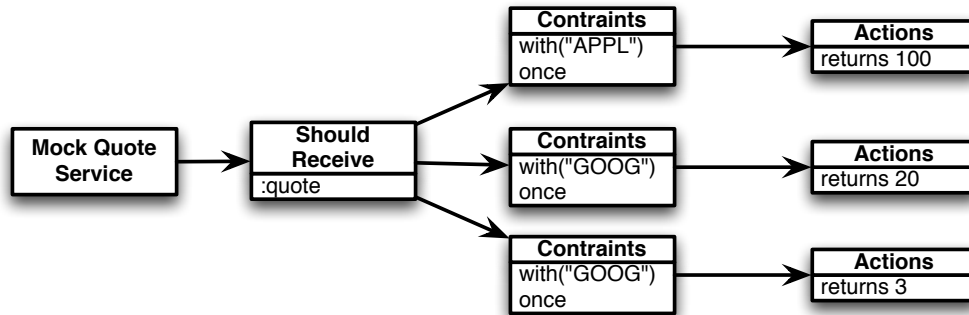 Mock Quote
Service
Should
Receive
:quote
Contraints
with("APPL")
once
Actions
returns 100
Contraints
with("GOOG")
once
Actions
returns 20
Contraints
with("GOOG")
once
Actions
returns 3